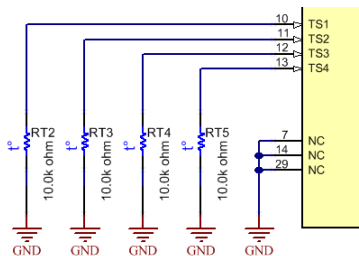 10 TS1
11 TS2
12 TS3
13 TS4
t° RT2 10.0k ohm
t° RT3 10.0k ohm
t° RT4 10.0k ohm
t° RT5 10.0k ohm
7 NC
14 NC
29 NC
GND GND GND GND GND